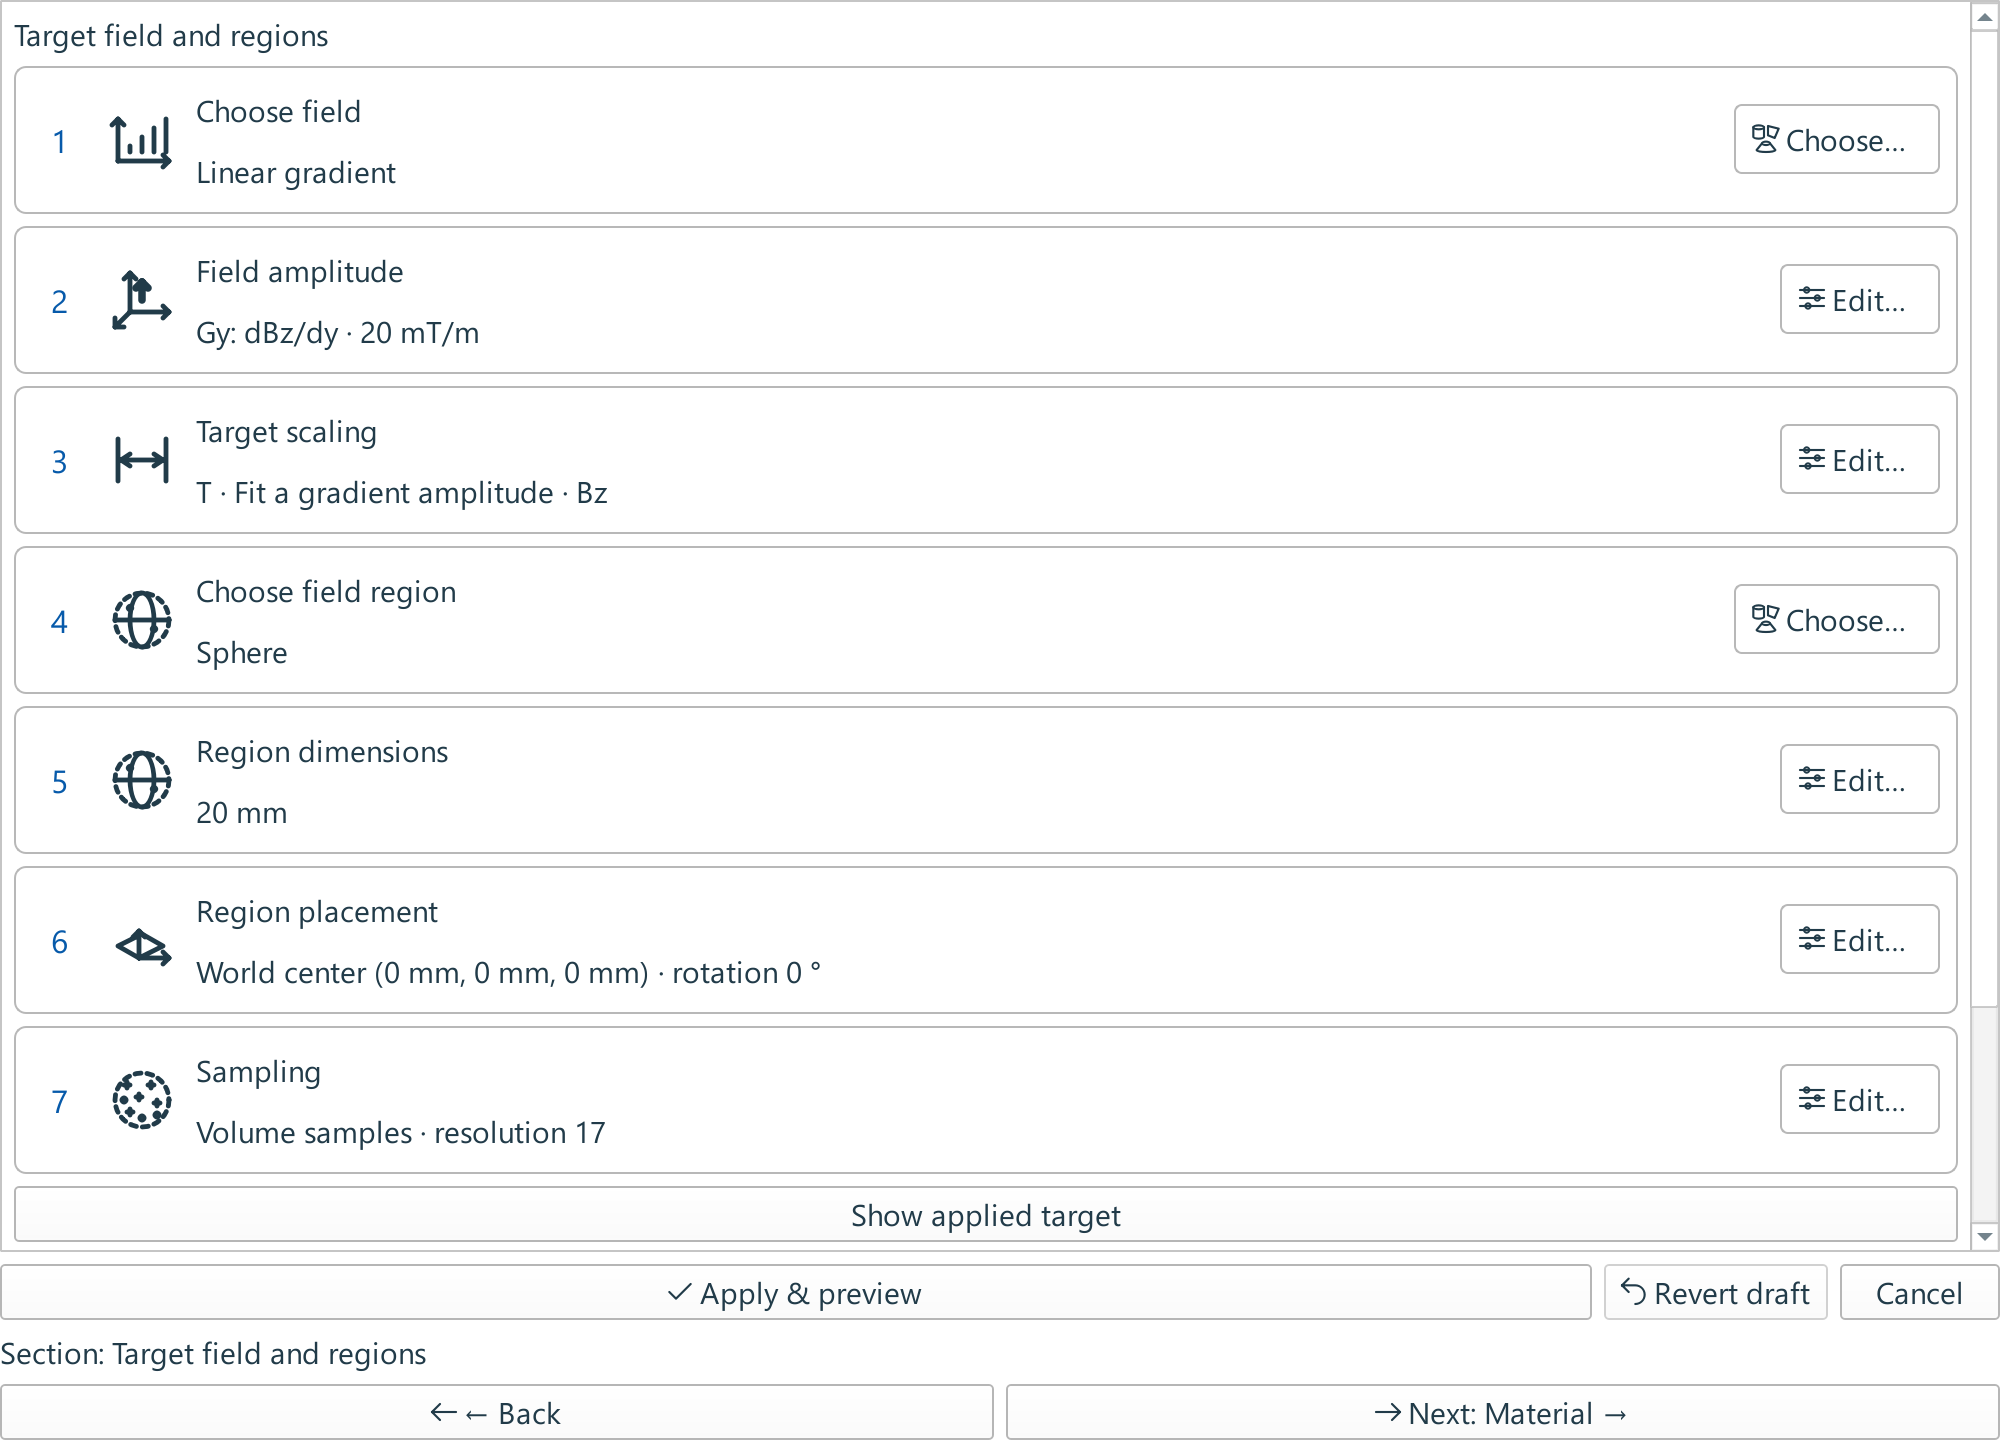 Target field and regions
1
Choose field
Linear gradient
Choose...
2
Field amplitude
Gy: dBz/dy · 20 mT/m
Edit...
3
Target scaling
T · Fit a gradient amplitude · Bz
Edit...
4
Choose field region
Sphere
Choose...
5
Region dimensions
20 mm
Edit...
6
Region placement
World center (0 mm, 0 mm, 0 mm) · rotation 0 °
Edit...
7
Sampling
Volume samples · resolution 17
Edit...
Show applied target
Apply & preview
Revert draft
Cancel
Section: Target field and regions
← Back
Next: Material →